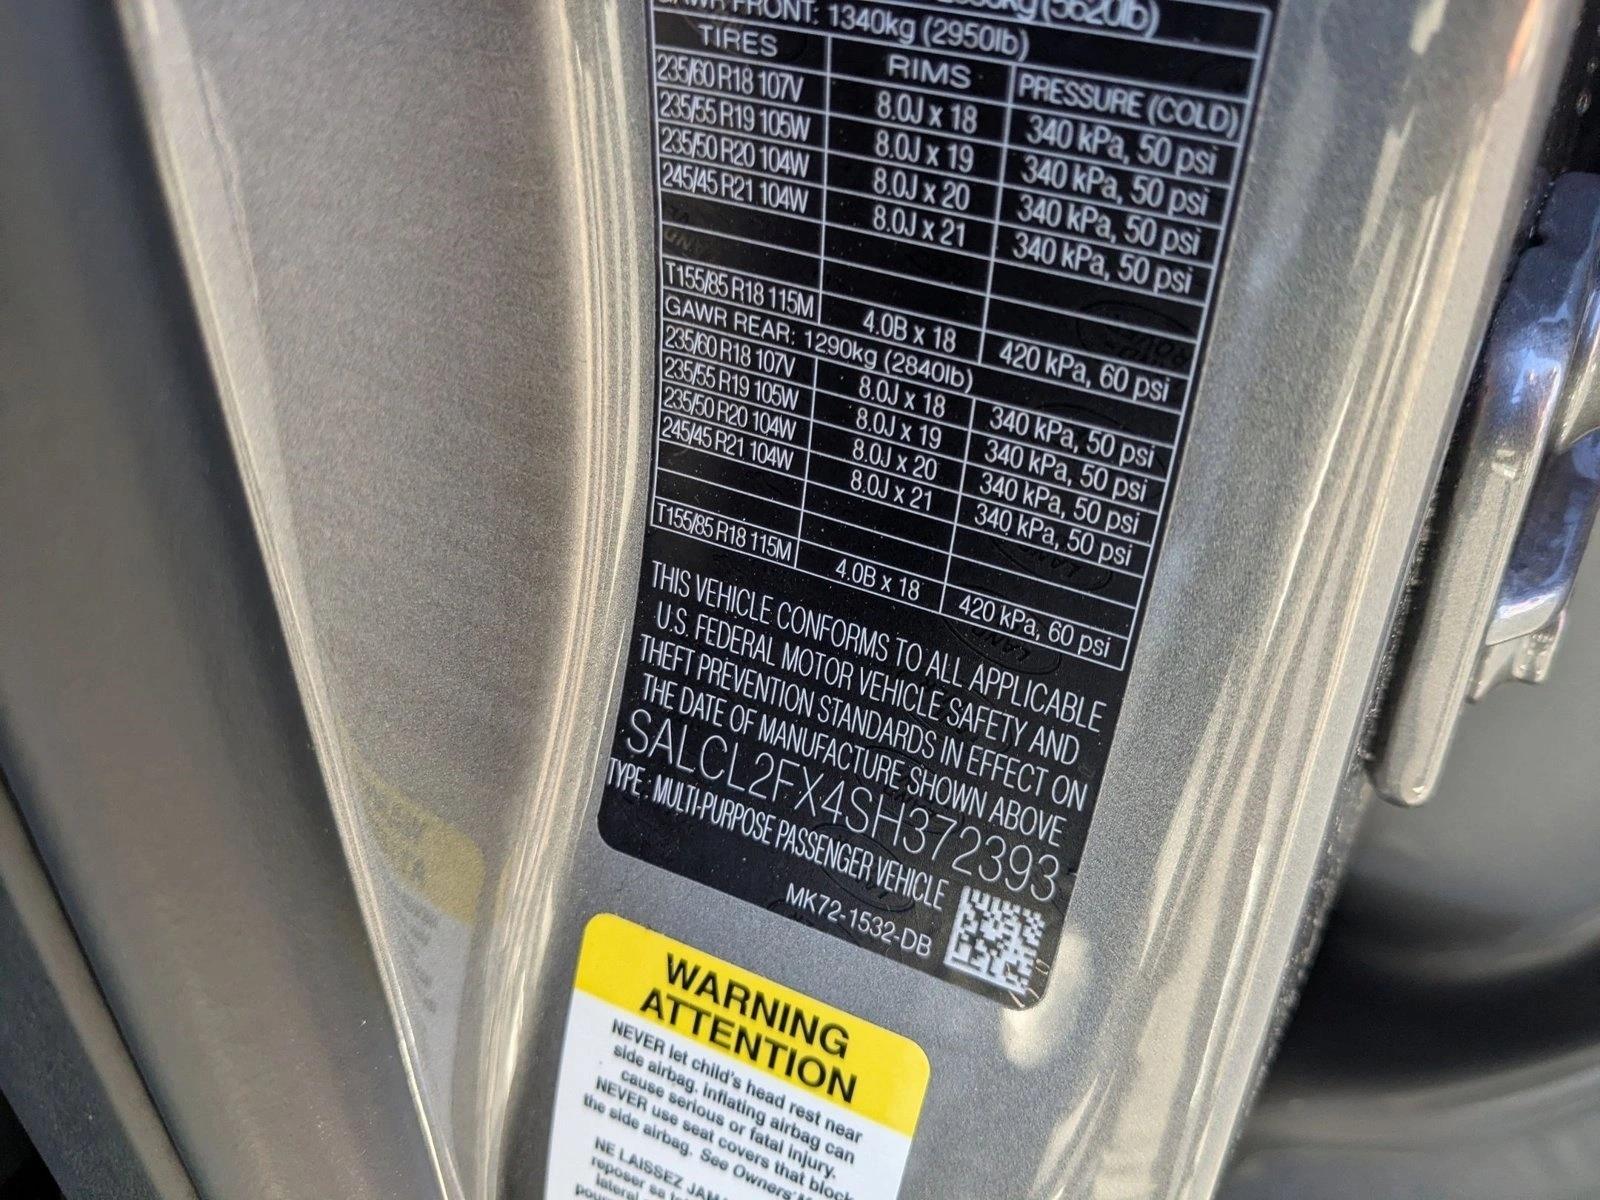 (5620lb)
GAWR FRONT: 1340kg (2950lb)
TIRES RIMS PRESSURE (COLD)
235/60 R18 107V 8.0J x 18 340 kPa, 50 psi
235/55 R19 105W 8.0J x 19 340 kPa, 50 psi
235/50 R20 104W 8.0J x 20 340 kPa, 50 psi
245/45 R21 104W 8.0J x 21 340 kPa, 50 psi
T155/85 R18 115M 4.0B x 18 420 kPa, 60 psi
GAWR REAR: 1290kg (2840lb)
235/60 R18 107V 8.0J x 18 340 kPa, 50 psi
235/55 R19 105W 8.0J x 19 340 kPa, 50 psi
235/50 R20 104W 8.0J x 20 340 kPa, 50 psi
245/45 R21 104W 8.0J x 21 340 kPa, 50 psi
T155/85 R18 115M 4.0B x 18 420 kPa, 60 psi
THIS VEHICLE CONFORMS TO ALL APPLICABLE
U.S. FEDERAL MOTOR VEHICLE SAFETY AND
THEFT PREVENTION STANDARDS IN EFFECT ON
THE DATE OF MANUFACTURE SHOWN ABOVE
SALCL2FX4SH372393
TYPE: MULTI-PURPOSE PASSENGER VEHICLE
MK72-1532-DB
WARNING
ATTENTION
NEVER let child's head rest near
side airbag. inflating airbag can
cause serious or fatal injury.
NEVER use seat covers that block
the side airbag. See Owners'
NE LAISSEZ
reposer sa
lateral